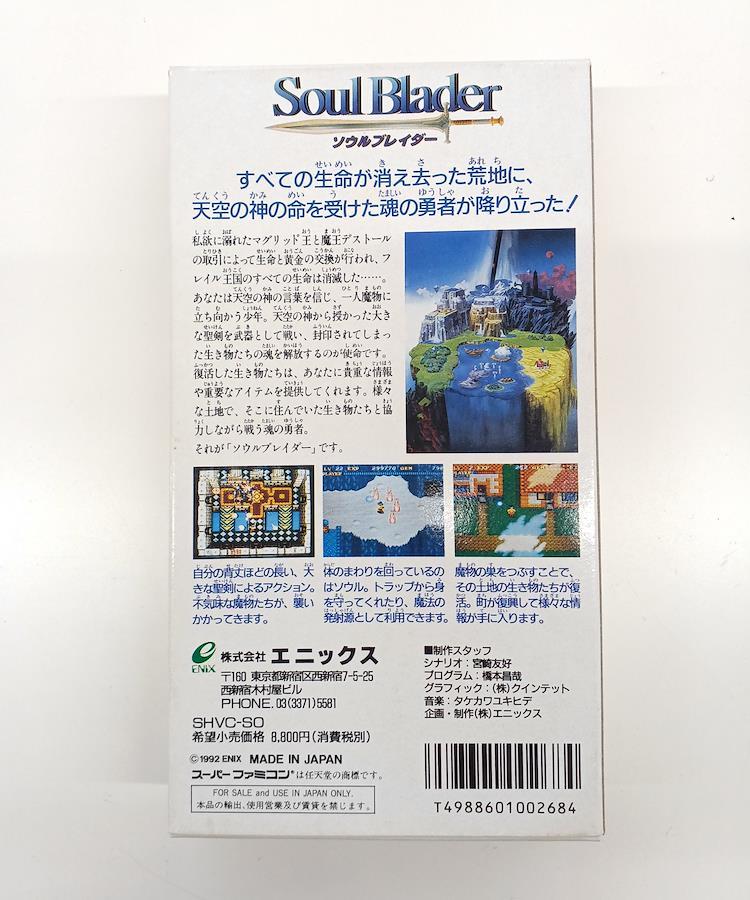 Soul Blader
ソウルブレイダー
すべての生命が消え去った荒地に、
天空の神の命を受けた魂の勇者が降り立った!
私欲に溺れたマグリッド王と魔王デストール
の取引によって生命と黄金の交換が行われ、フ
レイル王国のすべての生命は消滅した……。
あなたは天空の神の言葉を信じ、一人魔物に
立ち向かう少年。天空の神から授かった大き
な聖剣を武器として戦い、封印されてしまっ
た生き物たちの魂を解放するのが使命です。
復活した生き物たちは、あなたに貴重な情報
や重要なアイテムを提供してくれます。様々
な土地で、そこに住んでいた生き物たちと協
力しながら戦う魂の勇者。
それが「ソウルブレイダー」です。
LV 22 EXP 299770 GEM
PLAYER
EXP GEM
PLAYER
自分の背丈ほどの長い、大
きな聖剣によるアクション。
不気味な魔物たちが、襲い
かかってきます。
体のまわりを回っているの
はソウル。トラップから身
を守ってくれたり、魔法の
発射源として利用できます。
魔物の巣をつぶすことで、
その土地の生き物たちが復
活。町が復興して様々な情
報が手に入ります。
ENIX
株式会社 エニックス
〒160 東京都新宿区西新宿7-5-25
西新宿木村屋ビル
PHONE. 03(3371)5581
SHVC-SO
希望小売価格 8,800円(消費税別)
©1992 ENIX MADE IN JAPAN
スーパーファミコン®は任天堂の商標です。
FOR SALE and USE IN JAPAN ONLY.
本品の輸出、使用営業及び賃貸を禁じます。
■制作スタッフ
シナリオ:宮崎友好
プログラム:橋本昌哉
グラフィック:(株)クインテット
音楽:タケカワユキヒデ
企画・制作(株)エニックス
T4988601002684